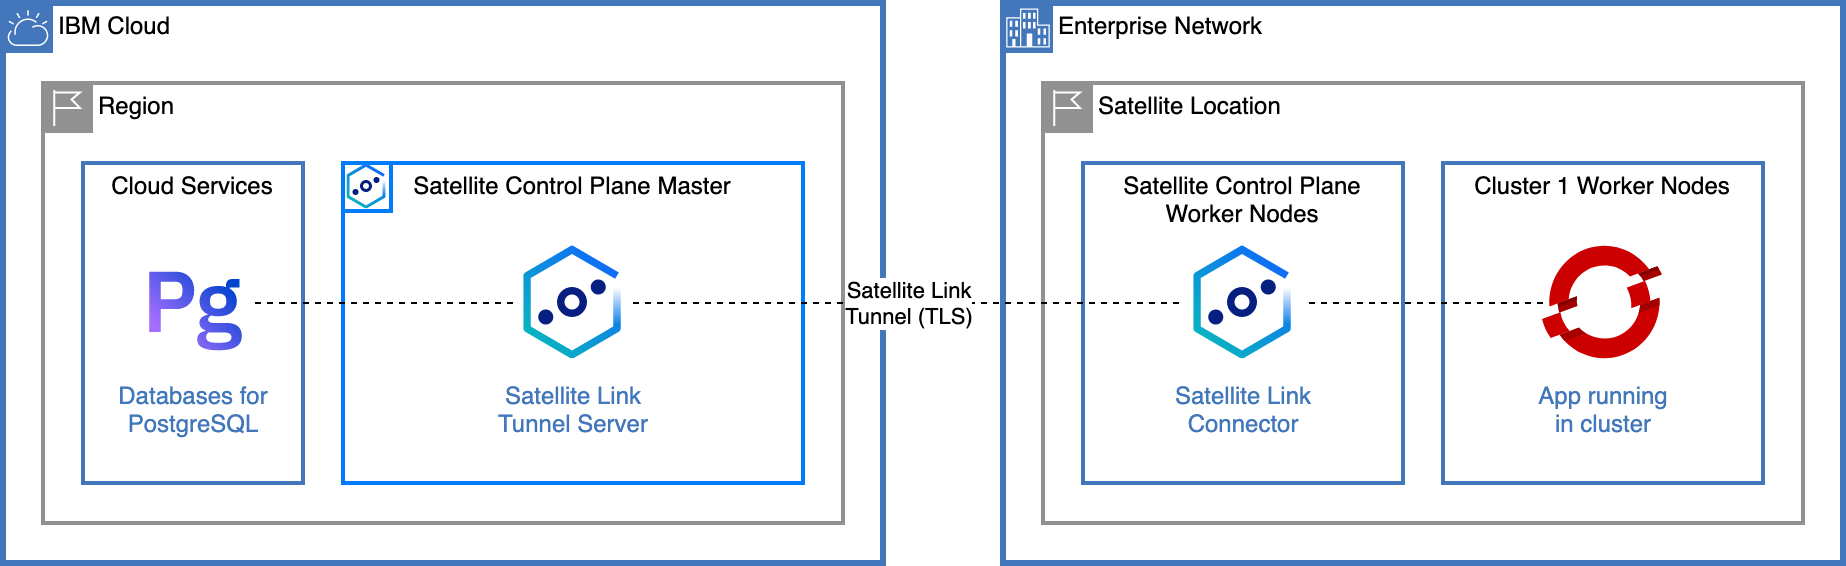 IBM Cloud
Region
Cloud Services
Pg
Databases for
PostgreSQL
Satellite Control Plane Master
Satellite Link
Tunnel Server
Satellite Link
Tunnel (TLS)
Enterprise Network
Satellite Location
Satellite Control Plane
Worker Nodes
Satellite Link
Connector
Cluster 1 Worker Nodes
App running
in cluster